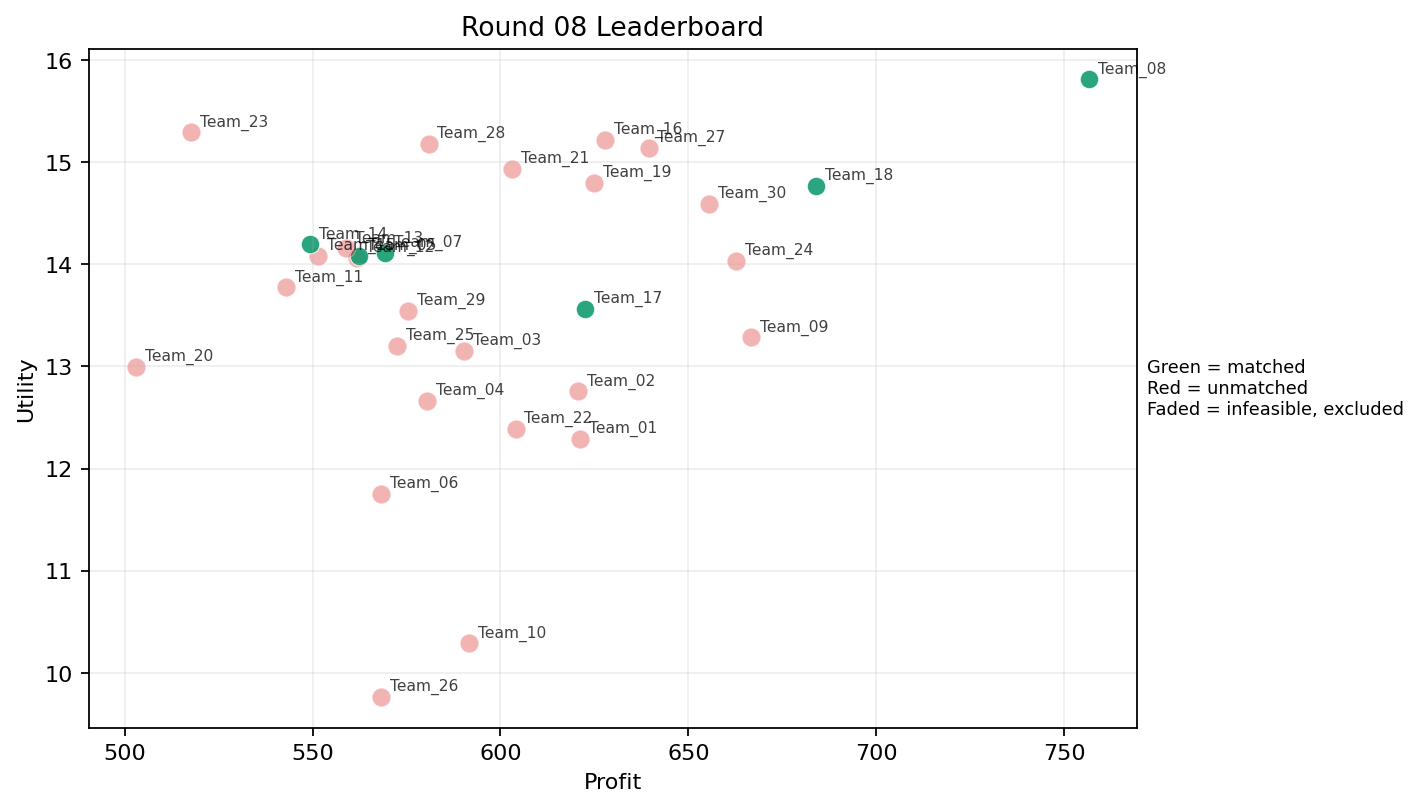 Round 08 Leaderboard
16
Team_08
Team_23
Team_28
Team_16
Team_27
15
Team_21
Team_19
Team_18
Team_30
Team_14
Team_13
Team_07
Team_12
14
Team_24
Team_11
Team_29
Team_17
Team_25
Team_03
Team_09
13
Team_20
Team_02
Team_04
Team_22
Team_01
12
Team_06
11
Team_10
10
Team_26
Utility
500
550
600
650
700
750
Profit
Green = matched
Red = unmatched
Faded = infeasible, excluded